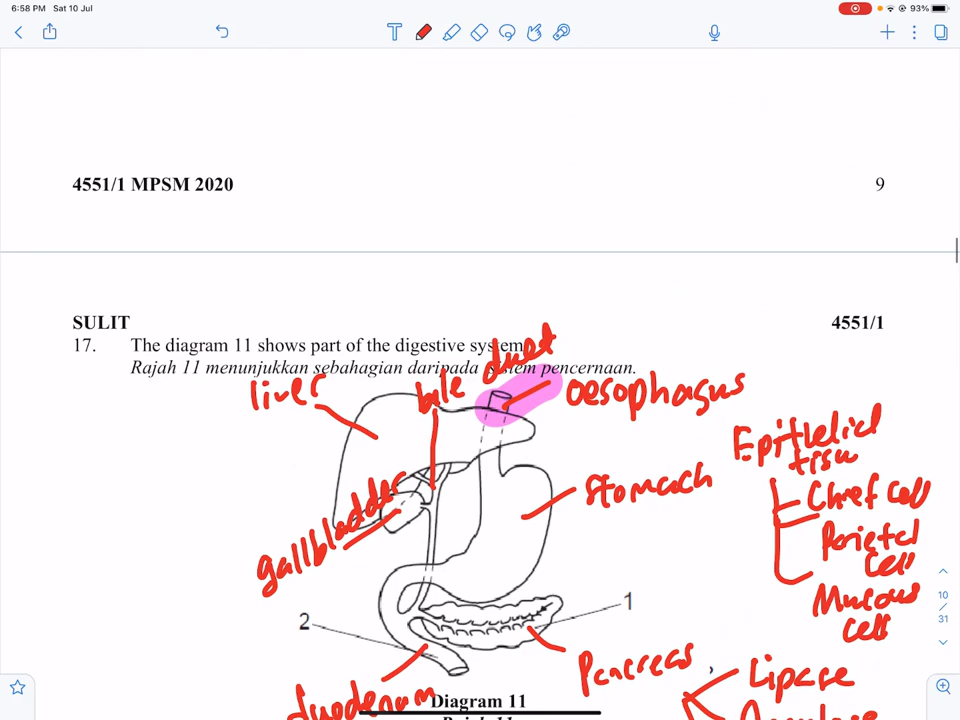 6:58 PM Sat 10 Jul
93%
4551/1 MPSM 2020
9
SULIT
4551/1
17. The diagram 11 shows part of the digestive system.
Rajah 11 menunjukkan sebahagian daripada sistem pencernaan.
liver
bile duct
oesophagus
Epithelial
tissu
Stomach
Chief cell
gallbladder
Parietal
cell
10
/
31
Mucous
cell
1
2
Pancreas
Lipase
duodenum
Diagram 11